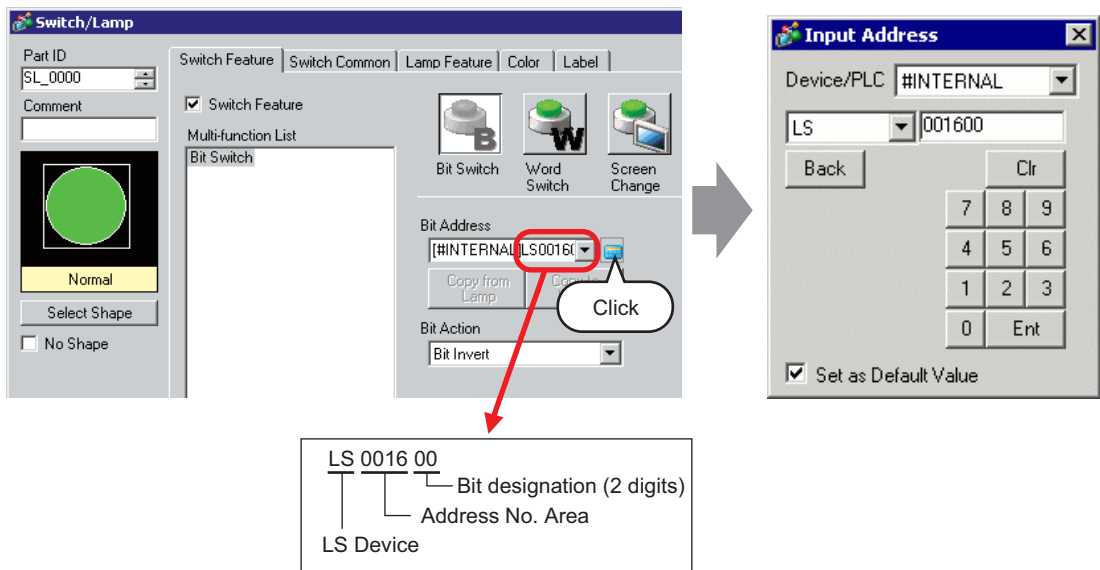 Switch/Lamp
Part ID
SL_0000
Comment
Normal
Select Shape
No Shape
Switch Feature
Switch Common
Lamp Feature
Color
Label
Switch Feature
Multi-function List
Bit Switch
B
W
Bit Switch
Word
Switch
Screen
Change
Bit Address
[#INTERNAL]LS00160
Copy from
Lamp
Copy to
Click
Bit Action
Bit Invert
Input Address
Device/PLC
#INTERNAL
LS
001600
Back
Clr
7 8 9
4 5 6
1 2 3
0 Ent
Set as Default Value
LS 0016 00
Bit designation (2 digits)
Address No. Area
LS Device